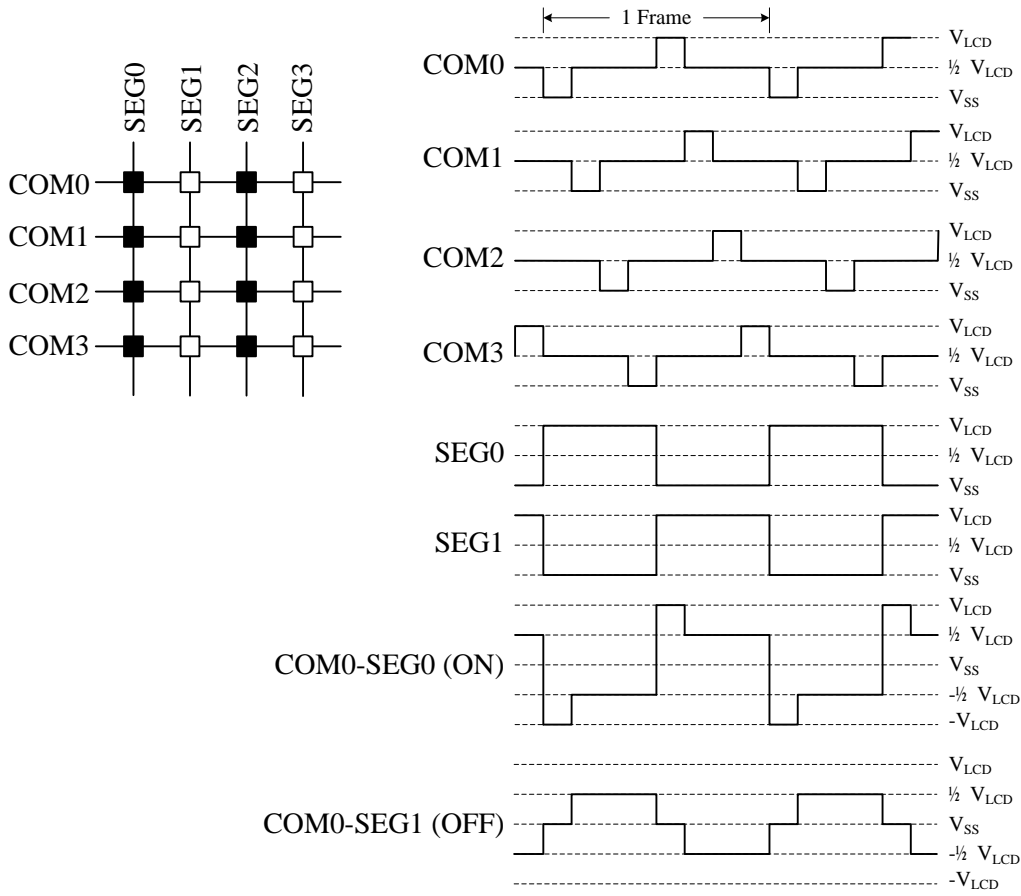 1 Frame
SEG0
SEG1
SEG2
SEG3
COM0
COM1
COM2
COM3
COM0
V_LCD
½ V_LCD
V_SS
COM1
V_LCD
½ V_LCD
V_SS
COM2
V_LCD
½ V_LCD
V_SS
COM3
V_LCD
½ V_LCD
V_SS
SEG0
V_LCD
½ V_LCD
V_SS
SEG1
V_LCD
½ V_LCD
V_SS
COM0-SEG0 (ON)
V_LCD
½ V_LCD
V_SS
-½ V_LCD
-V_LCD
COM0-SEG1 (OFF)
V_LCD
½ V_LCD
V_SS
-½ V_LCD
-V_LCD